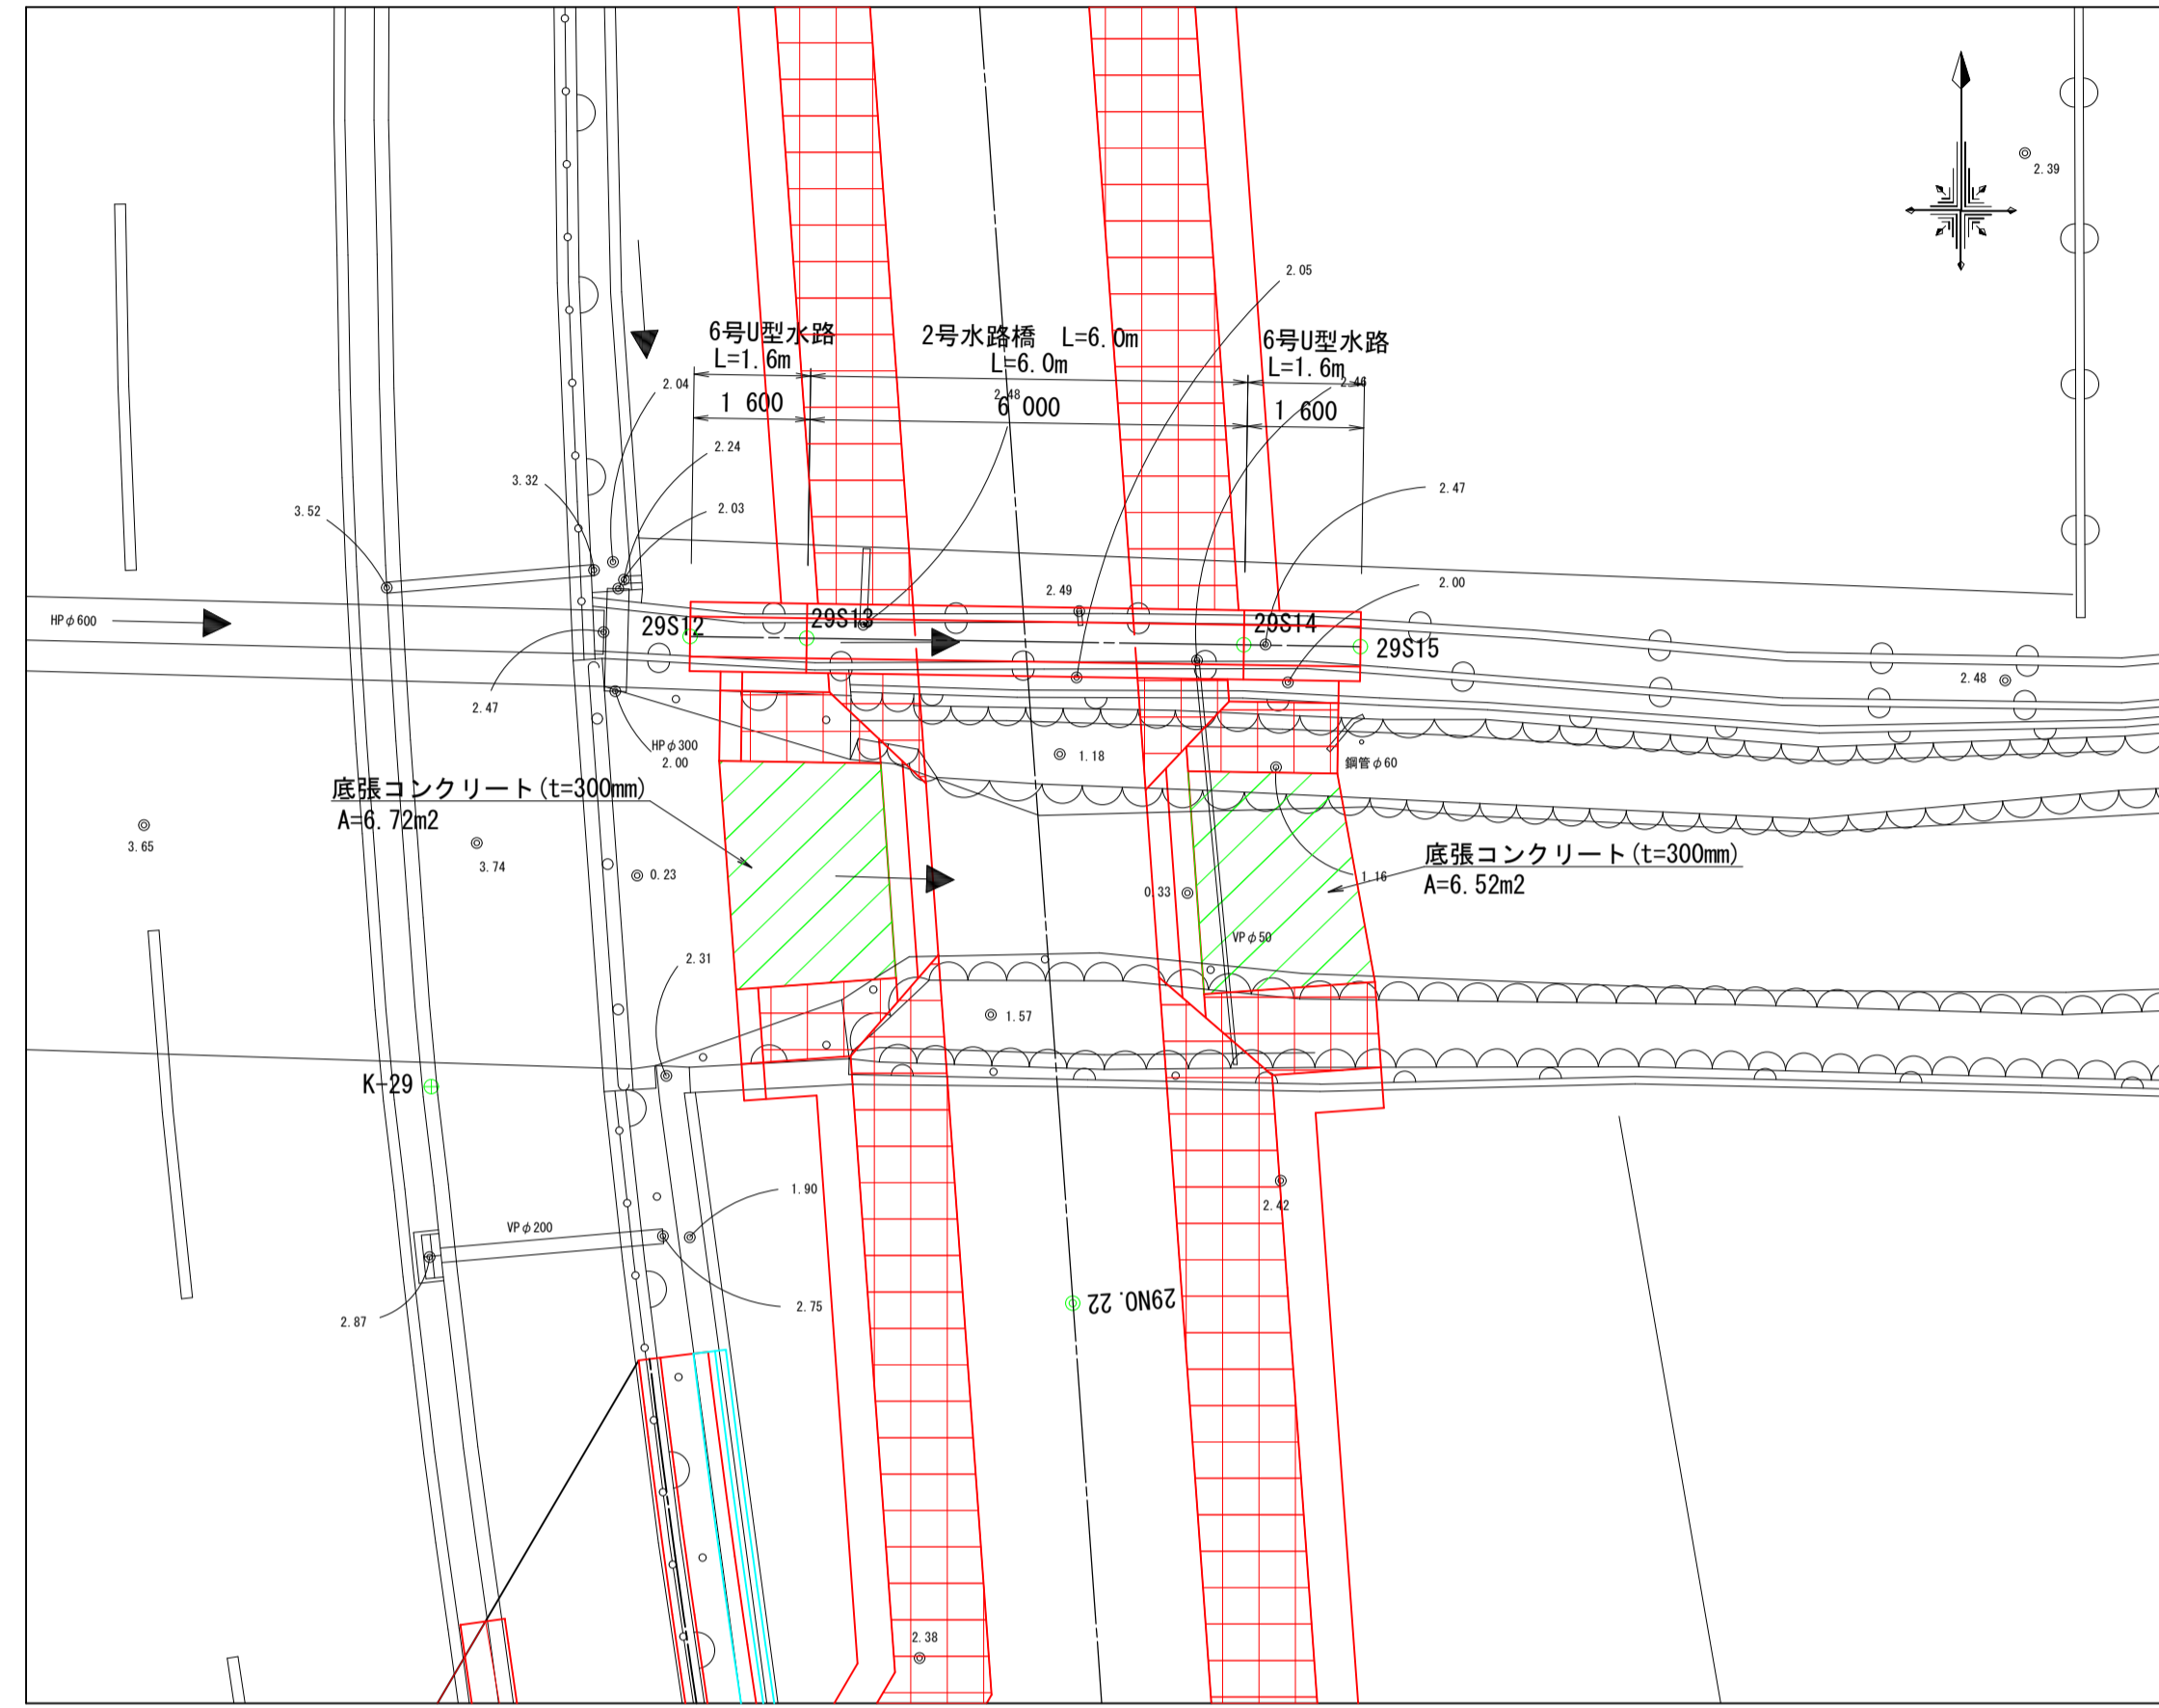 2.39
2.05
6号U型水路
L=1.6m
2号水路橋 L=6.0m
L=6.0m
6号U型水路
L=1.6m
2.46
2.04
1 600
2.48
6 000
1 600
2.24
3.32
2.03
2.47
3.52
2.00
2.49
HPφ600
29S12
29S13
29S14
29S15
2.47
2.48
HPφ300
2.00
1.18
鋼管φ60
底張コンクリート(t=300mm)
A=6.72m2
3.65
3.74
0.23
0.33
1.16
底張コンクリート(t=300mm)
A=6.52m2
VPφ50
2.31
1.57
K-29
1.90
2.42
VPφ200
29NO.22
2.75
2.87
2.38